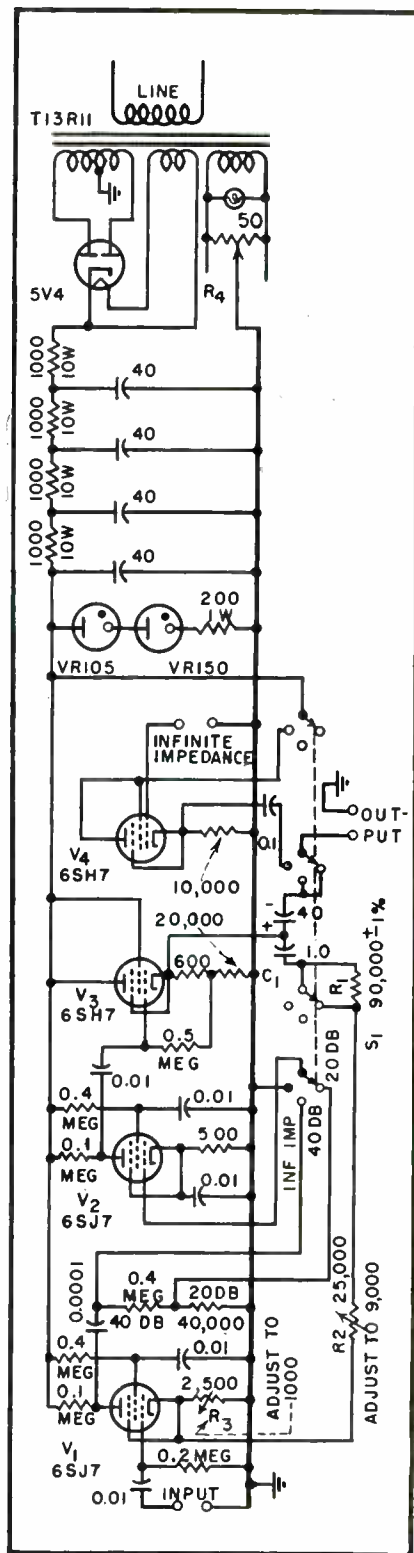 LINE
T13R11
50
5V4
R4
1000
10W
40
1000
10W
40
1000
10W
40
1000
10W
40
200
1W
VR105
VR150
INFINITE
IMPEDANCE
OUT-
PUT
V4
6SH7
0.1
10,000
- 
+ 40
20,000
600
C1
1.0
R1
90,000±1%
V3
6SH7
0.5
MEG
S1
0.01
20 DB
0.4
MEG
0.01
INF IMP
40 DB
0.1
MEG
500
V2
6SJ7
0.01
0.0001
0.4
MEG
40 DB
20DB
40,000
R2 25,000
ADJUST TO 9,000
0.4
MEG
0.01
ADJUST TO
1000
0.1
MEG
2,500
R3
V1
6SJ7
0.2 MEG
0.01
INPUT